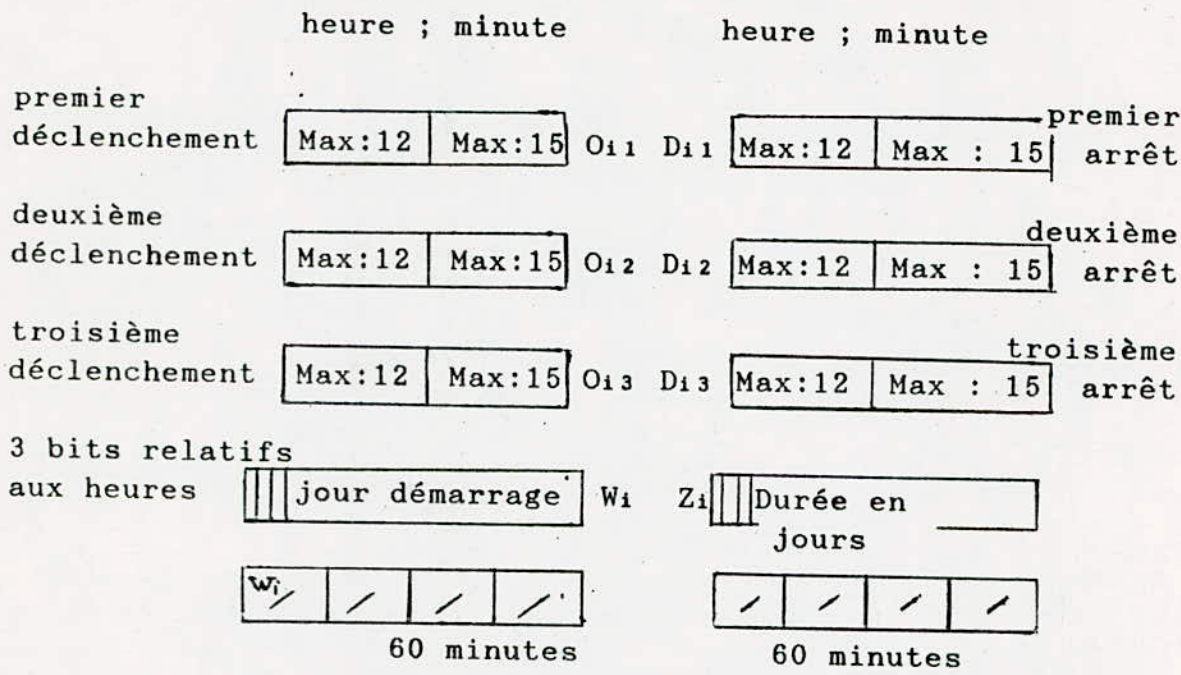 heure ; minute heure ; minute
premier
déclenchement Max:12 Max:15 Oi1 Di1 Max:12 Max : 15 premier
arrêt
deuxième
déclenchement Max:12 Max:15 Oi2 Di2 Max:12 Max : 15 deuxième
arrêt
troisième
déclenchement Max:12 Max:15 Oi3 Di3 Max:12 Max : 15 troisième
arrêt
3 bits relatifs
aux heures jour démarrage Wi Zi Durée en
jours
Wi
60 minutes 60 minutes